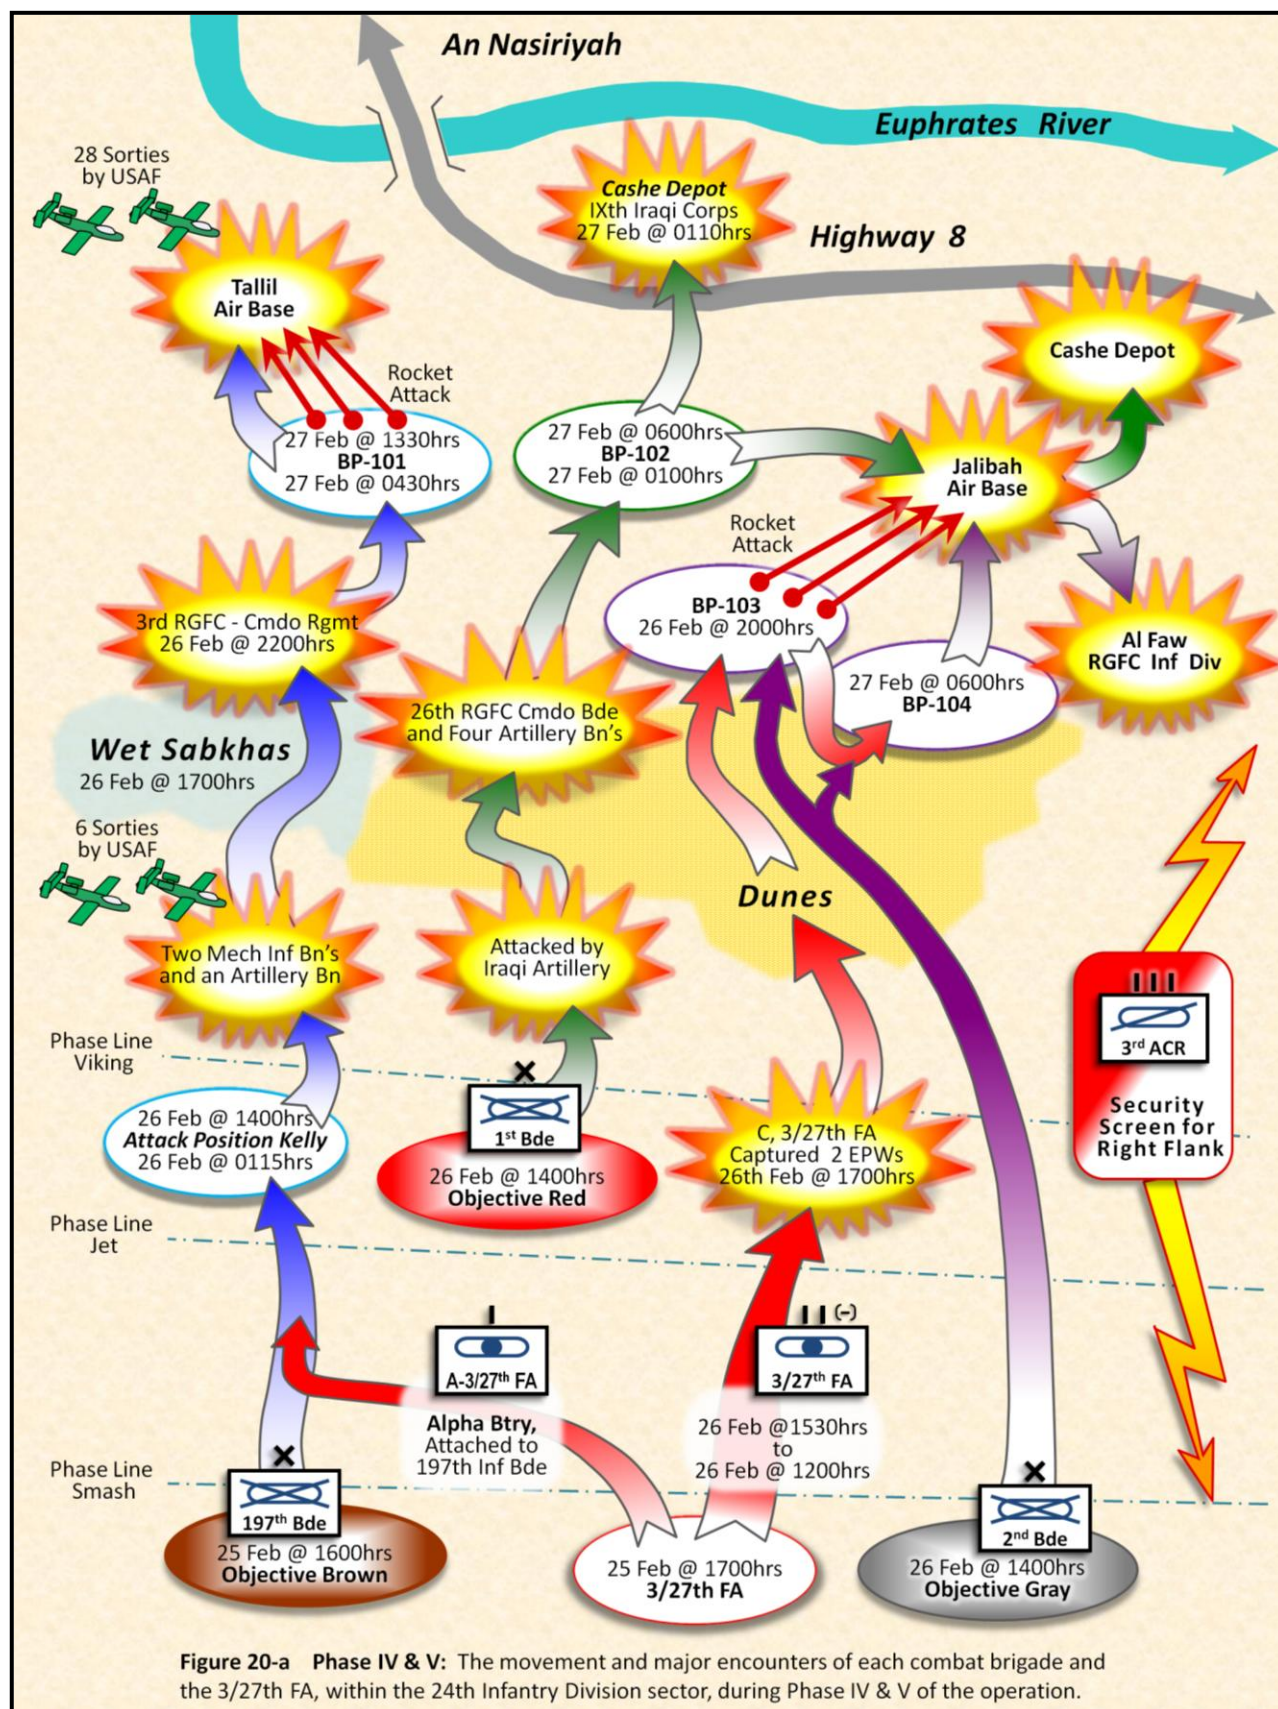 An Nasiriyah
Euphrates River
28 Sorties
by USAF
Cashe Depot
IXth Iraqi Corps
27 Feb @ 0110hrs
Highway 8
Tallil
Air Base
Cashe Depot
Rocket
Attack
27 Feb @ 1330hrs
BP-101
27 Feb @ 0430hrs
27 Feb @ 0600hrs
BP-102
27 Feb @ 0100hrs
Jalibah
Air Base
Rocket
Attack
3rd RGFC - Cmdo Rgmt
26 Feb @ 2200hrs
BP-103
26 Feb @ 2000hrs
Al Faw
RGFC Inf Div
27 Feb @ 0600hrs
BP-104
26th RGFC Cmdo Bde
and Four Artillery Bn's
Wet Sabkhas
26 Feb @ 1700hrs
6 Sorties
by USAF
Dunes
Two Mech Inf Bn's
and an Artillery Bn
Attacked by
Iraqi Artillery
III
3rd ACR
Security
Screen for
Right Flank
Phase Line
Viking
X
1st Bde
26 Feb @ 1400hrs
Attack Position Kelly
26 Feb @ 0115hrs
26 Feb @ 1400hrs
Objective Red
C, 3/27th FA
Captured 2 EPWs
26th Feb @ 1700hrs
Phase Line
Jet
I
A-3/27th FA
Alpha Btry,
Attached to
197th Inf Bde
II (-)
3/27th FA
26 Feb @1530hrs
to
26 Feb @ 1200hrs
Phase Line
Smash
X
197th Bde
25 Feb @ 1600hrs
Objective Brown
25 Feb @ 1700hrs
3/27th FA
X
2nd Bde
26 Feb @ 1400hrs
Objective Gray
Figure 20-a Phase IV & V: The movement and major encounters of each combat brigade and
the 3/27th FA, within the 24th Infantry Division sector, during Phase IV & V of the operation.